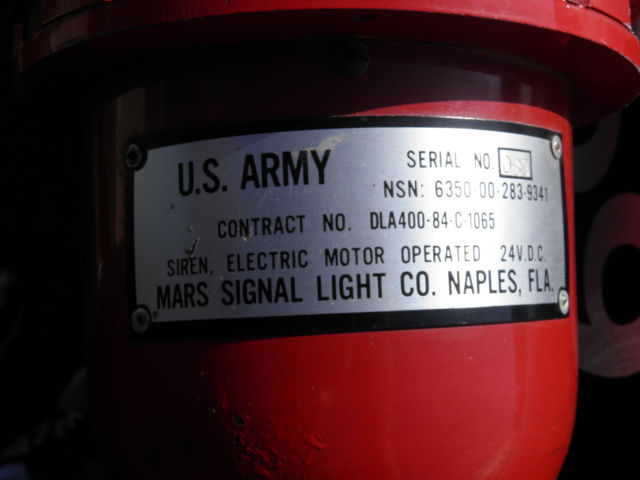 U.S. ARMY
SERIAL NO.
NSN: 6350-00-283-9341
CONTRACT NO. DLA400-84-C-1065
SIREN, ELECTRIC MOTOR OPERATED 24V.D.C.
MARS SIGNAL LIGHT CO. NAPLES, FLA.